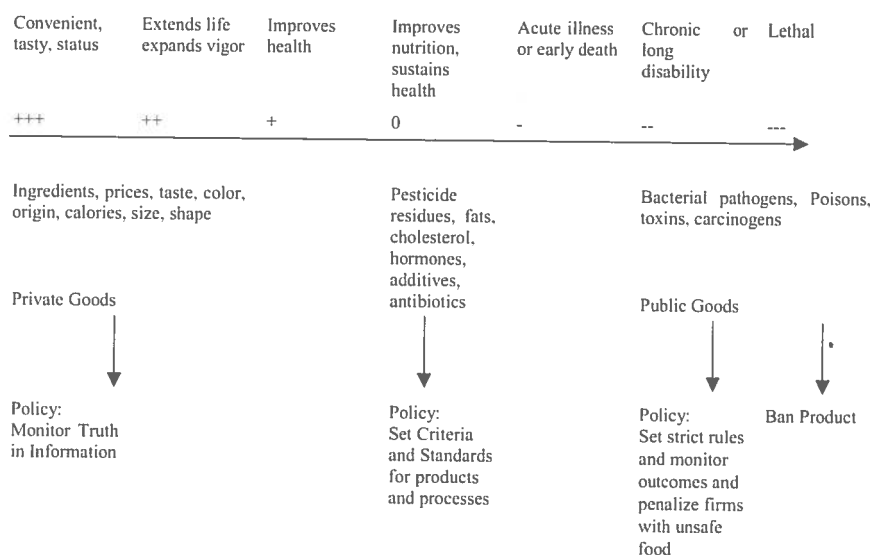 Convenient,
tasty, status
Extends life
expands vigor
Improves
health
Improves
nutrition,
sustains
health
Acute illness
or early death
Chronic or
long
disability
Lethal
+++
++
+
0
-
--
---
Ingredients, prices, taste, color,
origin, calories, size, shape
Pesticide
residues, fats,
cholesterol,
hormones,
additives,
antibiotics
Bacterial pathogens,
toxins, carcinogens
Poisons,
Private Goods
Public Goods
Policy:
Monitor Truth
in Information
Policy:
Set Criteria
and Standards
for products
and processes
Policy:
Set strict rules
and monitor
outcomes and
penalize firms
with unsafe
food
Ban Product